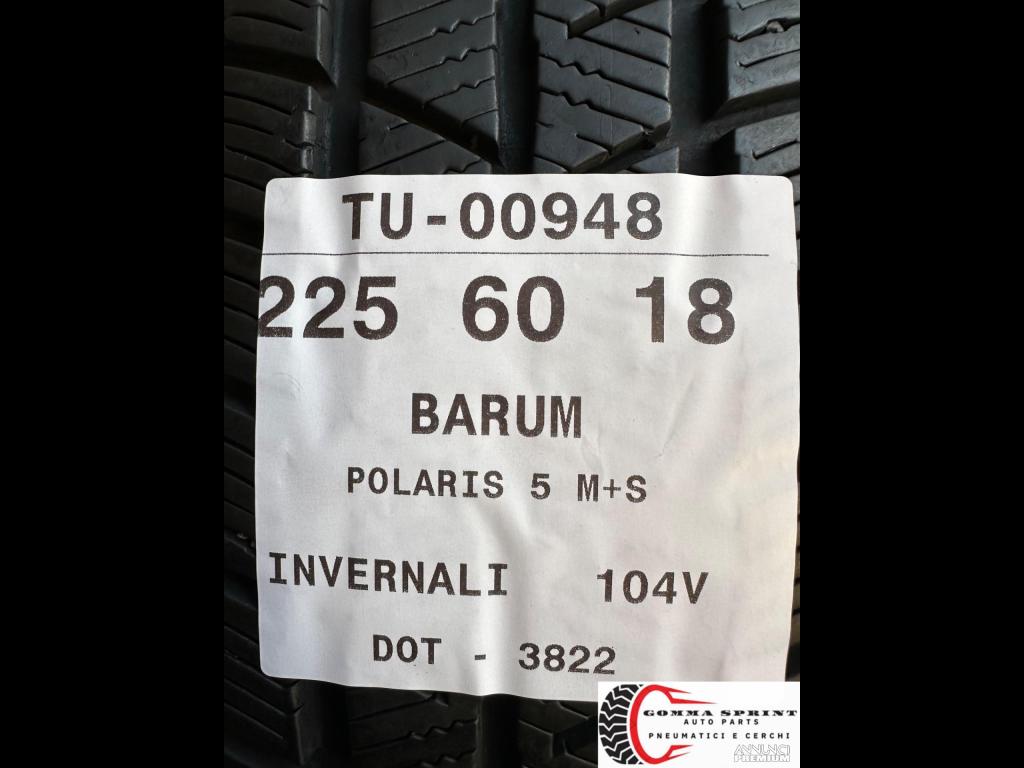 TU-00948
225 60 18
BARUM
POLARIS 5 M+S
INVERNALI 104V
DOT - 3822
GOMMA SPRINT
AUTO PARTS
PNEUMATICI E CERCHI
ANNUNCI
PREMIUM